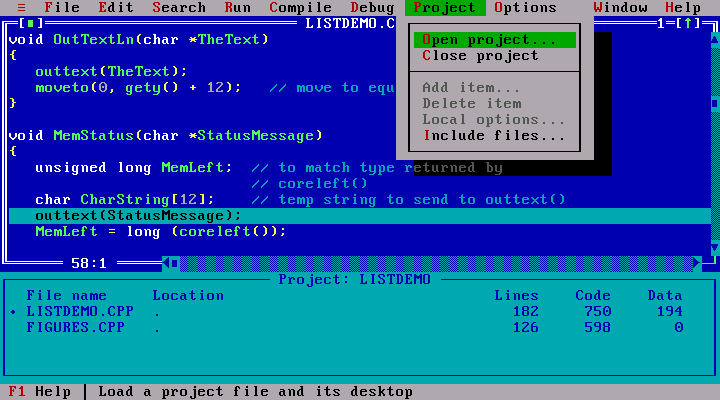 ≡ File Edit Search Run Compile Debug Project Options Window Help
[■] LISTDEMO.C 1=[↑]
void OutTextLn(char *TheText)
{
outtext(TheText);
moveto(0, gety() + 12); // move to equ
}
void MemStatus(char *StatusMessage)
{
unsigned long MemLeft; // to match type returned by
// coreleft()
char CharString[12]; // temp string to send to outtext()
outtext(StatusMessage);
MemLeft = long (coreleft());
58:1
Open project...
Close project
Add item...
Delete item
Local options...
Include files...
Project: LISTDEMO
File name Location Lines Code Data
• LISTDEMO.CPP . 182 750 194
FIGURES.CPP . 126 598 0
F1 Help | Load a project file and its desktop